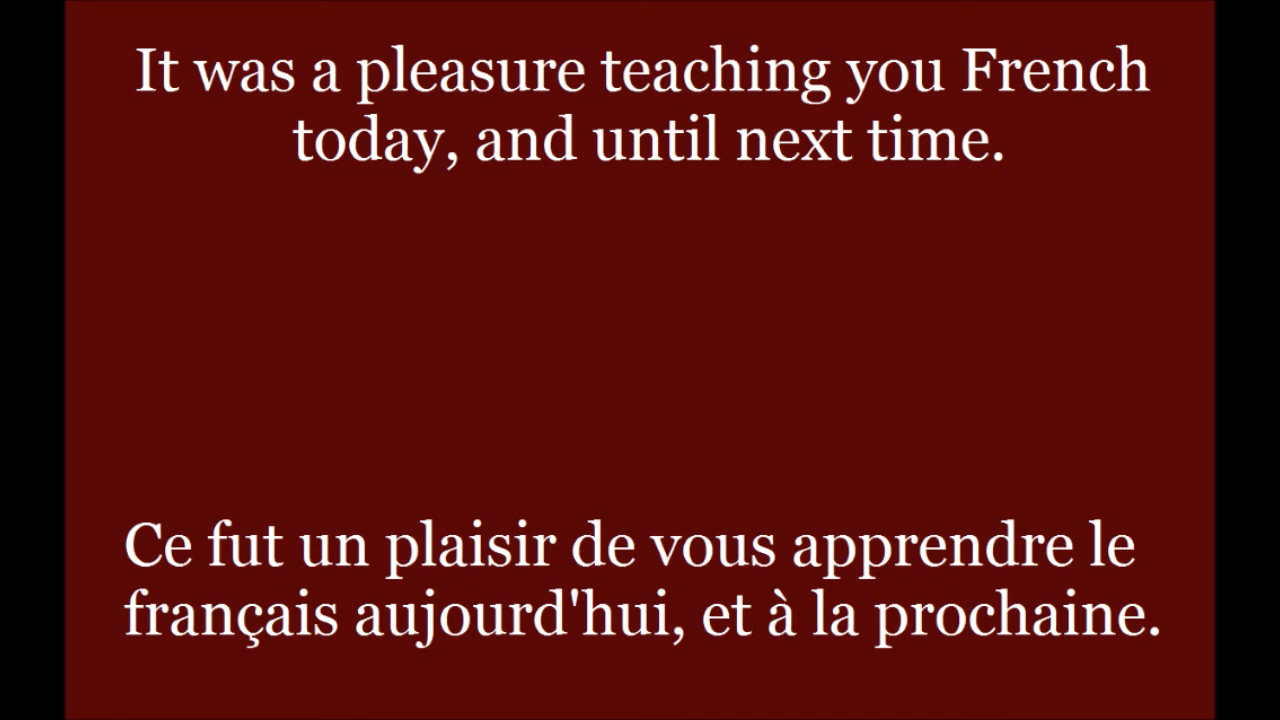 It was a pleasure teaching you French
today, and until next time.
Ce fut un plaisir de vous apprendre le
français aujourd'hui, et à la prochaine.